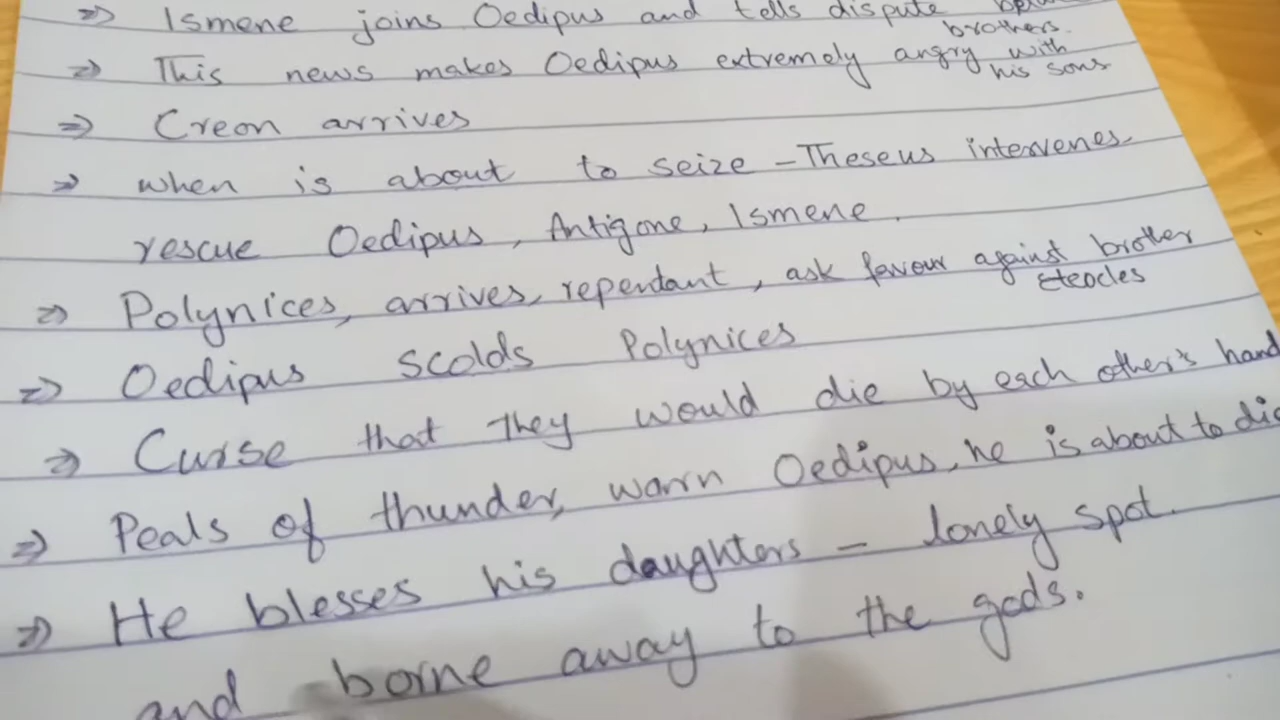 ⇒ Ismene joins Oedipus and tells dispute
brothers.
⇒ This news makes Oedipus extremely angry with
his sons
⇒ Creon arrives
⇒ when is about to seize - Theseus intervenes
rescue Oedipus, Antigone, Ismene.
⇒ Polynices, arrives, repentant, ask favour against brother
Eteocles
⇒ Oedipus scolds Polynices
⇒ Curse that they would die by each other's hand
⇒ Peals of thunder, warn Oedipus, he is about to die
⇒ He blesses his daughters - lonely spot.
and borne away to the gods.